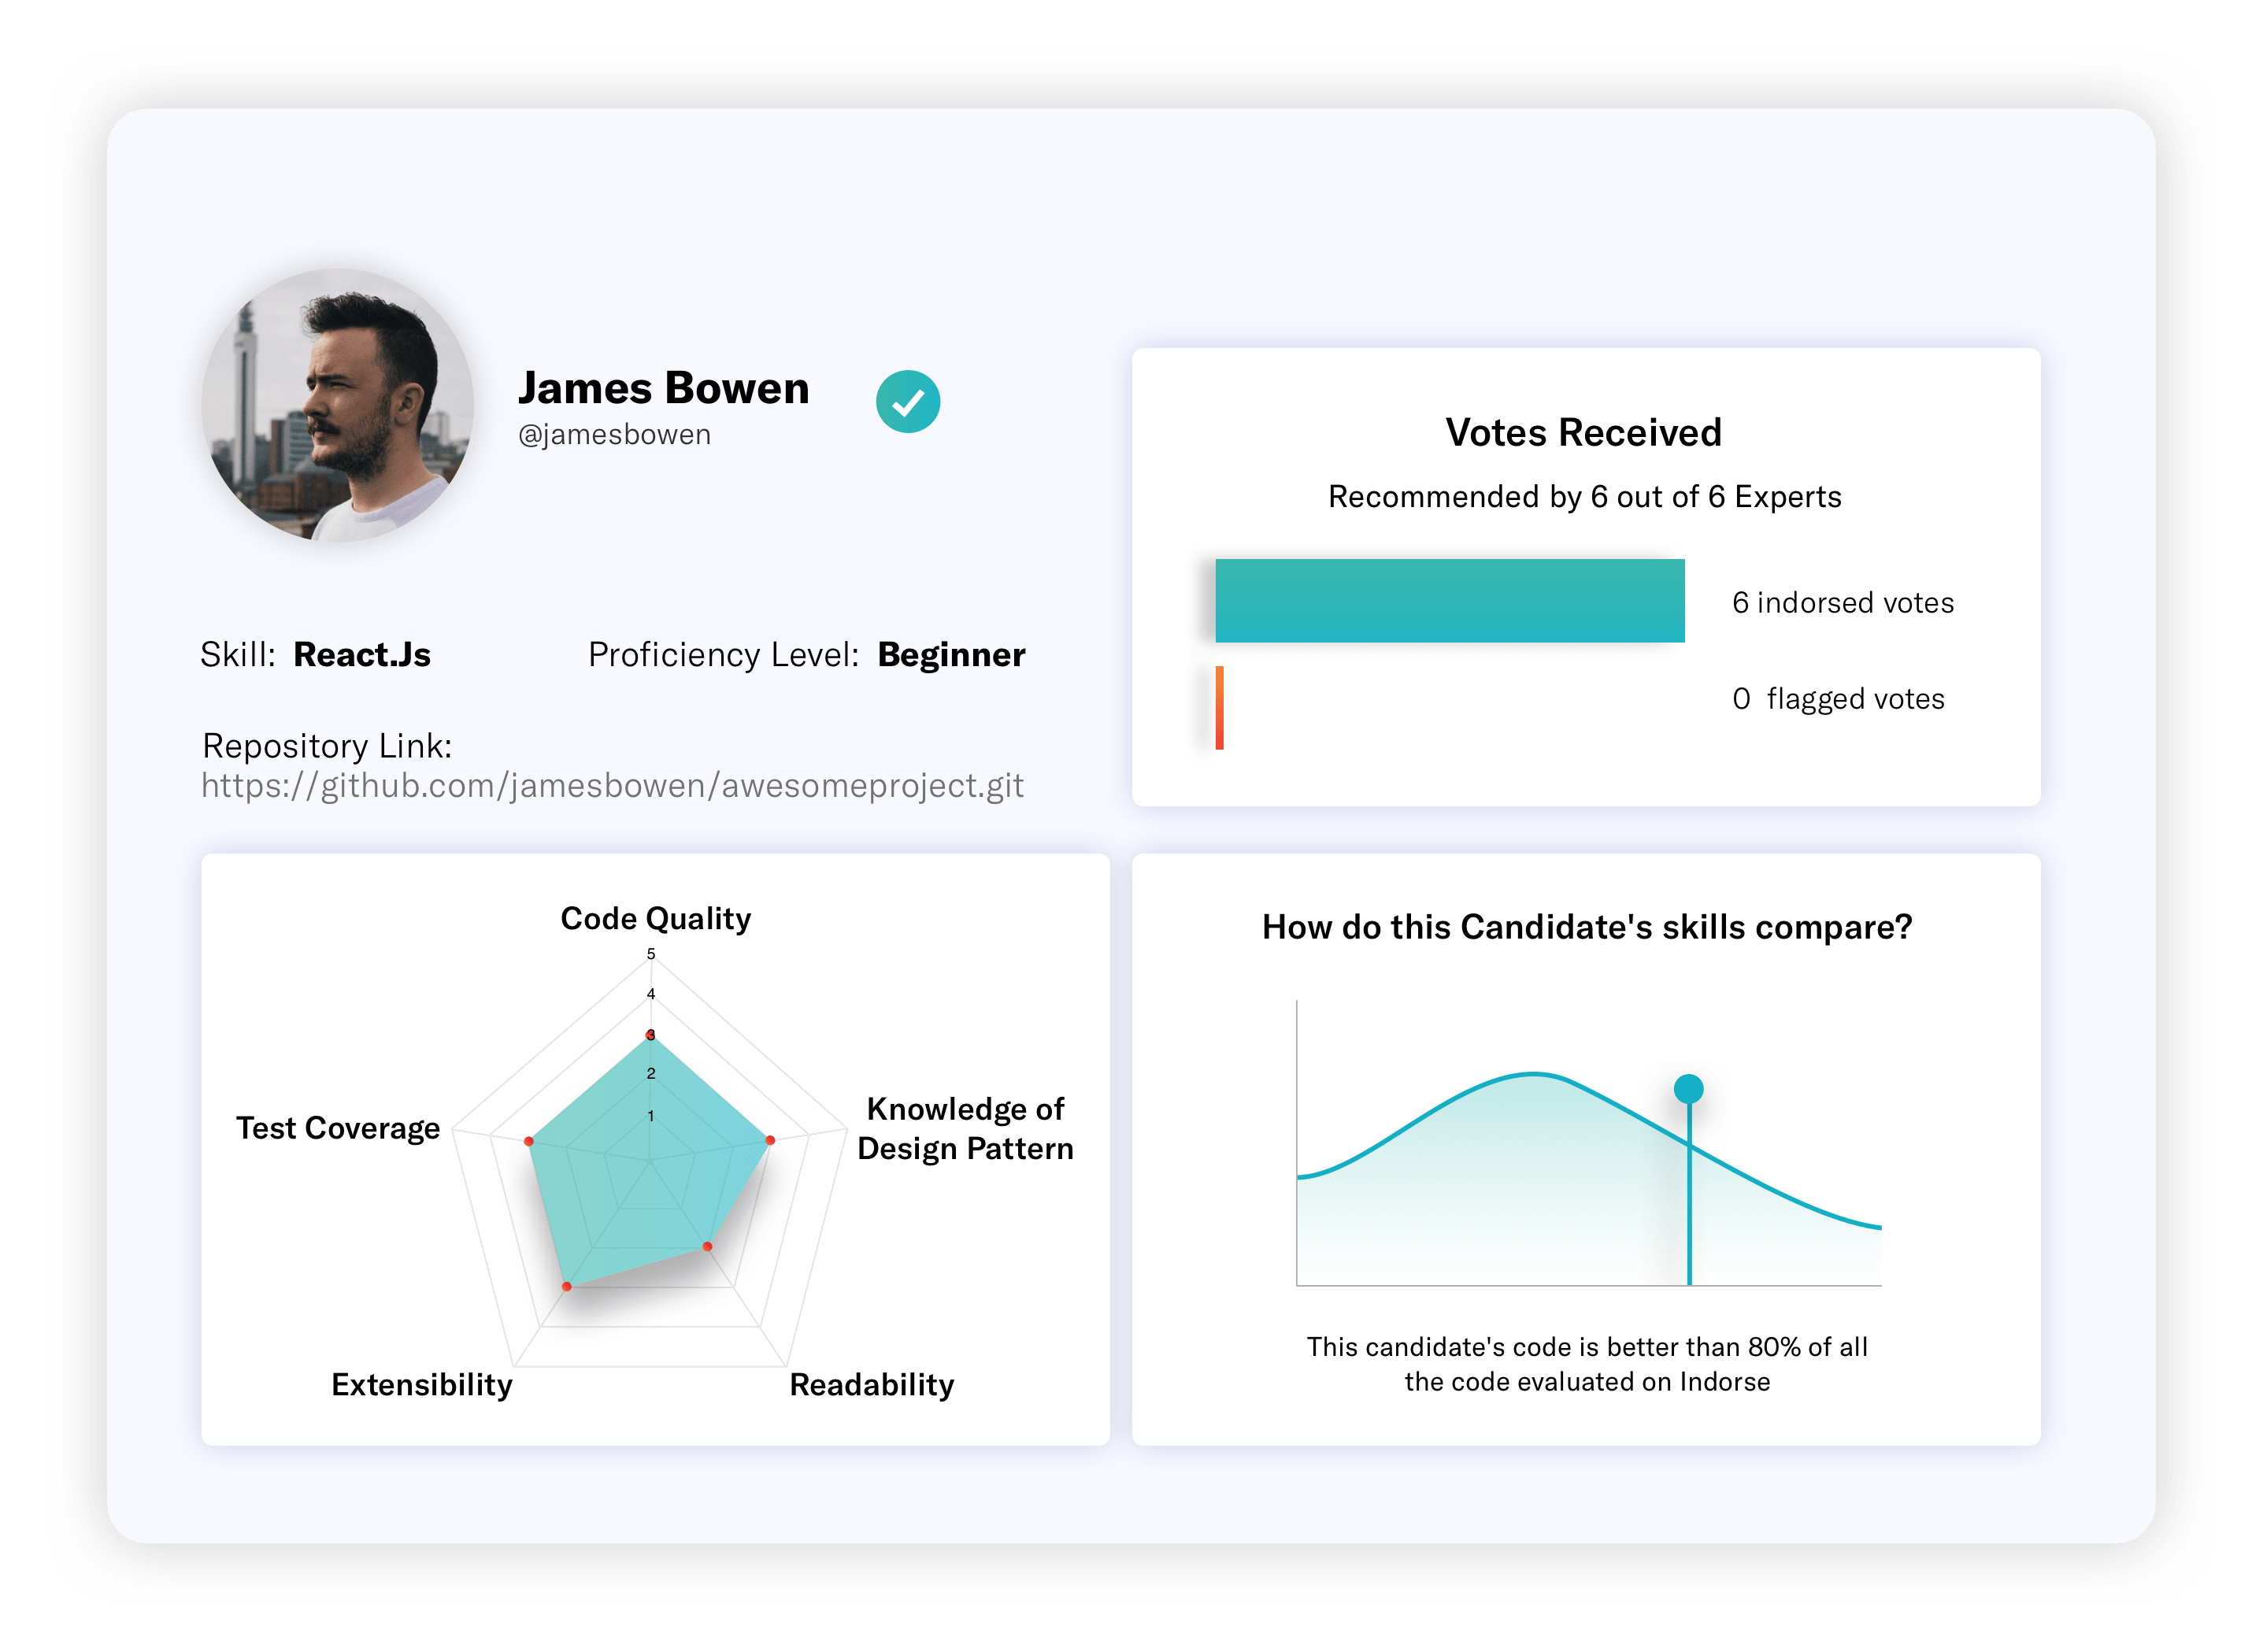 James Bowen
@jamesbowen
Skill: React.Js
Proficiency Level: Beginner
Repository Link:
https://github.com/jamesbowen/awesomeproject.git
Votes Received
Recommended by 6 out of 6 Experts
6 indorsed votes
0 flagged votes
Code Quality
5
4
3
2
1
Test Coverage
Knowledge of
Design Pattern
Extensibility
Readability
How do this Candidate's skills compare?
This candidate's code is better than 80% of all
the code evaluated on Indorse